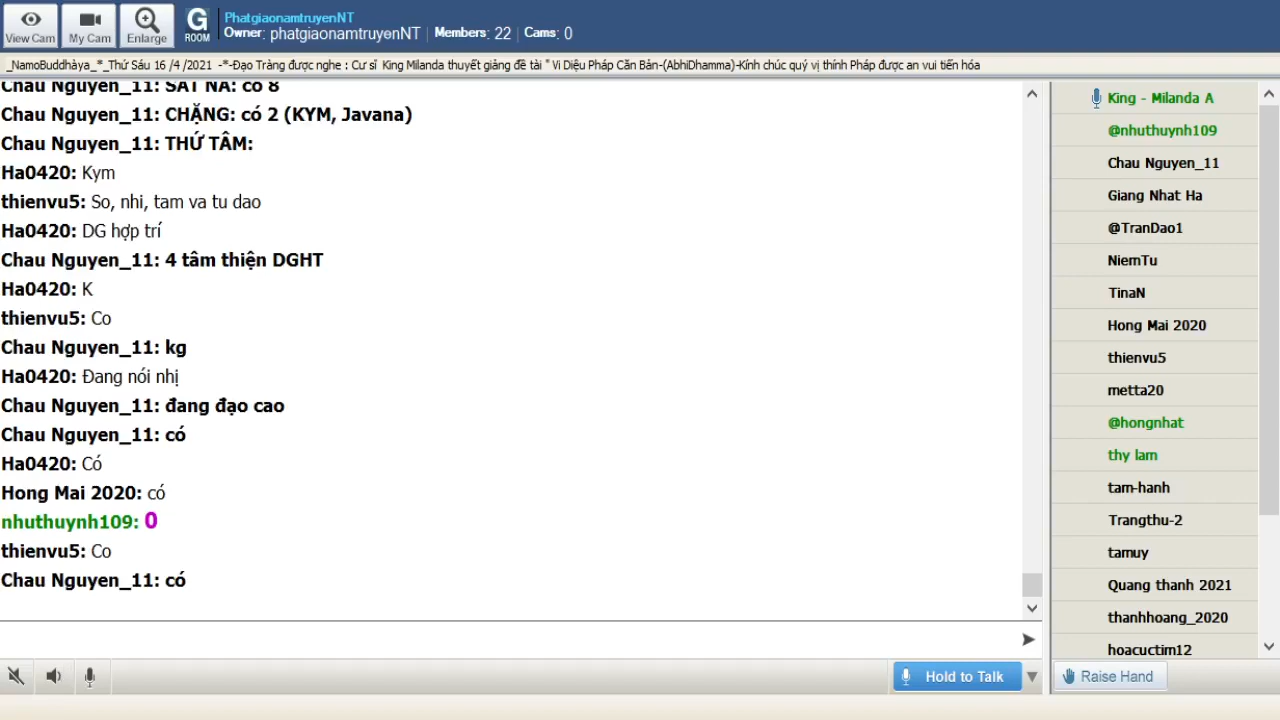 View Cam
My Cam
Enlarge
G
ROOM
PhatgiaonamtruyenNT
Owner: phatgiaonamtruyenNT | Members: 22 | Cams: 0
_NamoBuddhàya_*_Thứ Sáu 16 /4 /2021 -*-Đạo Tràng được nghe : Cư sĩ King Milanda thuyết giảng đề tài " Vi Diệu Pháp Căn Bản-(AbhiDhamma)-Kính chúc quý vị thính Pháp được an vui tiến hóa
Chau Nguyen_11: SÁT NA: có 8
Chau Nguyen_11: CHẶNG: có 2 (KYM, Javana)
Chau Nguyen_11: THỨ TÂM:
Ha0420: Kym
thienvu5: So, nhi, tam va tu dao
Ha0420: DG hợp trí
Chau Nguyen_11: 4 tâm thiện DGHT
Ha0420: K
thienvu5: Co
Chau Nguyen_11: kg
Ha0420: Đang nói nhị
Chau Nguyen_11: đang đạo cao
Chau Nguyen_11: có
Ha0420: Có
Hong Mai 2020: có
nhuthuynh109: 0
thienvu5: Co
Chau Nguyen_11: có
King - Milanda A
@nhuthuynh109
Chau Nguyen_11
Giang Nhat Ha
@TranDao1
NiemTu
TinaN
Hong Mai 2020
thienvu5
metta20
@hongnhat
thy lam
tam-hanh
Trangthu-2
tamuy
Quang thanh 2021
thanhhoang_2020
hoacuctim12
Hold to Talk
Raise Hand